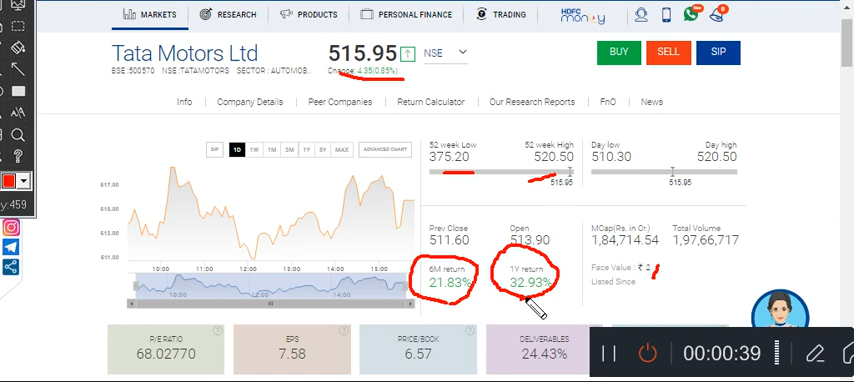 MARKETS RESEARCH PRODUCTS PERSONAL FINANCE TRADING HDFC money
Tata Motors Ltd 515.95 NSE BUY SELL SIP
BSE:500570 NSE:TATAMOTORS SECTOR : AUTOMOB.. Change: 4.35(0.85%)
Info Company Details Peer Companies Return Calculator Our Research Reports FnO News
SIP 1D 1W 1M 3M 1Y 5Y MAX ADVANCED CHART
52 week Low 52 week High Day low Day high
375.20 520.50 510.30 520.50
515.95 515.95
517.00
515.00
513.00
511.00
10:00 11:00 12:00 13:00 14:00 15:00
10:00 12:00 14:00
Prev Close Open MCap(Rs. in Cr.) Total Volume
511.60 513.90 1,84,714.54 1,97,66,717
6M return 1Y return Face Value : ₹ 2
21.83% 32.93% Listed Since
P/E RATIO EPS PRICE/BOOK DELIVERABLES
68.02770 7.58 6.57 24.43%
00:00:39
y:459